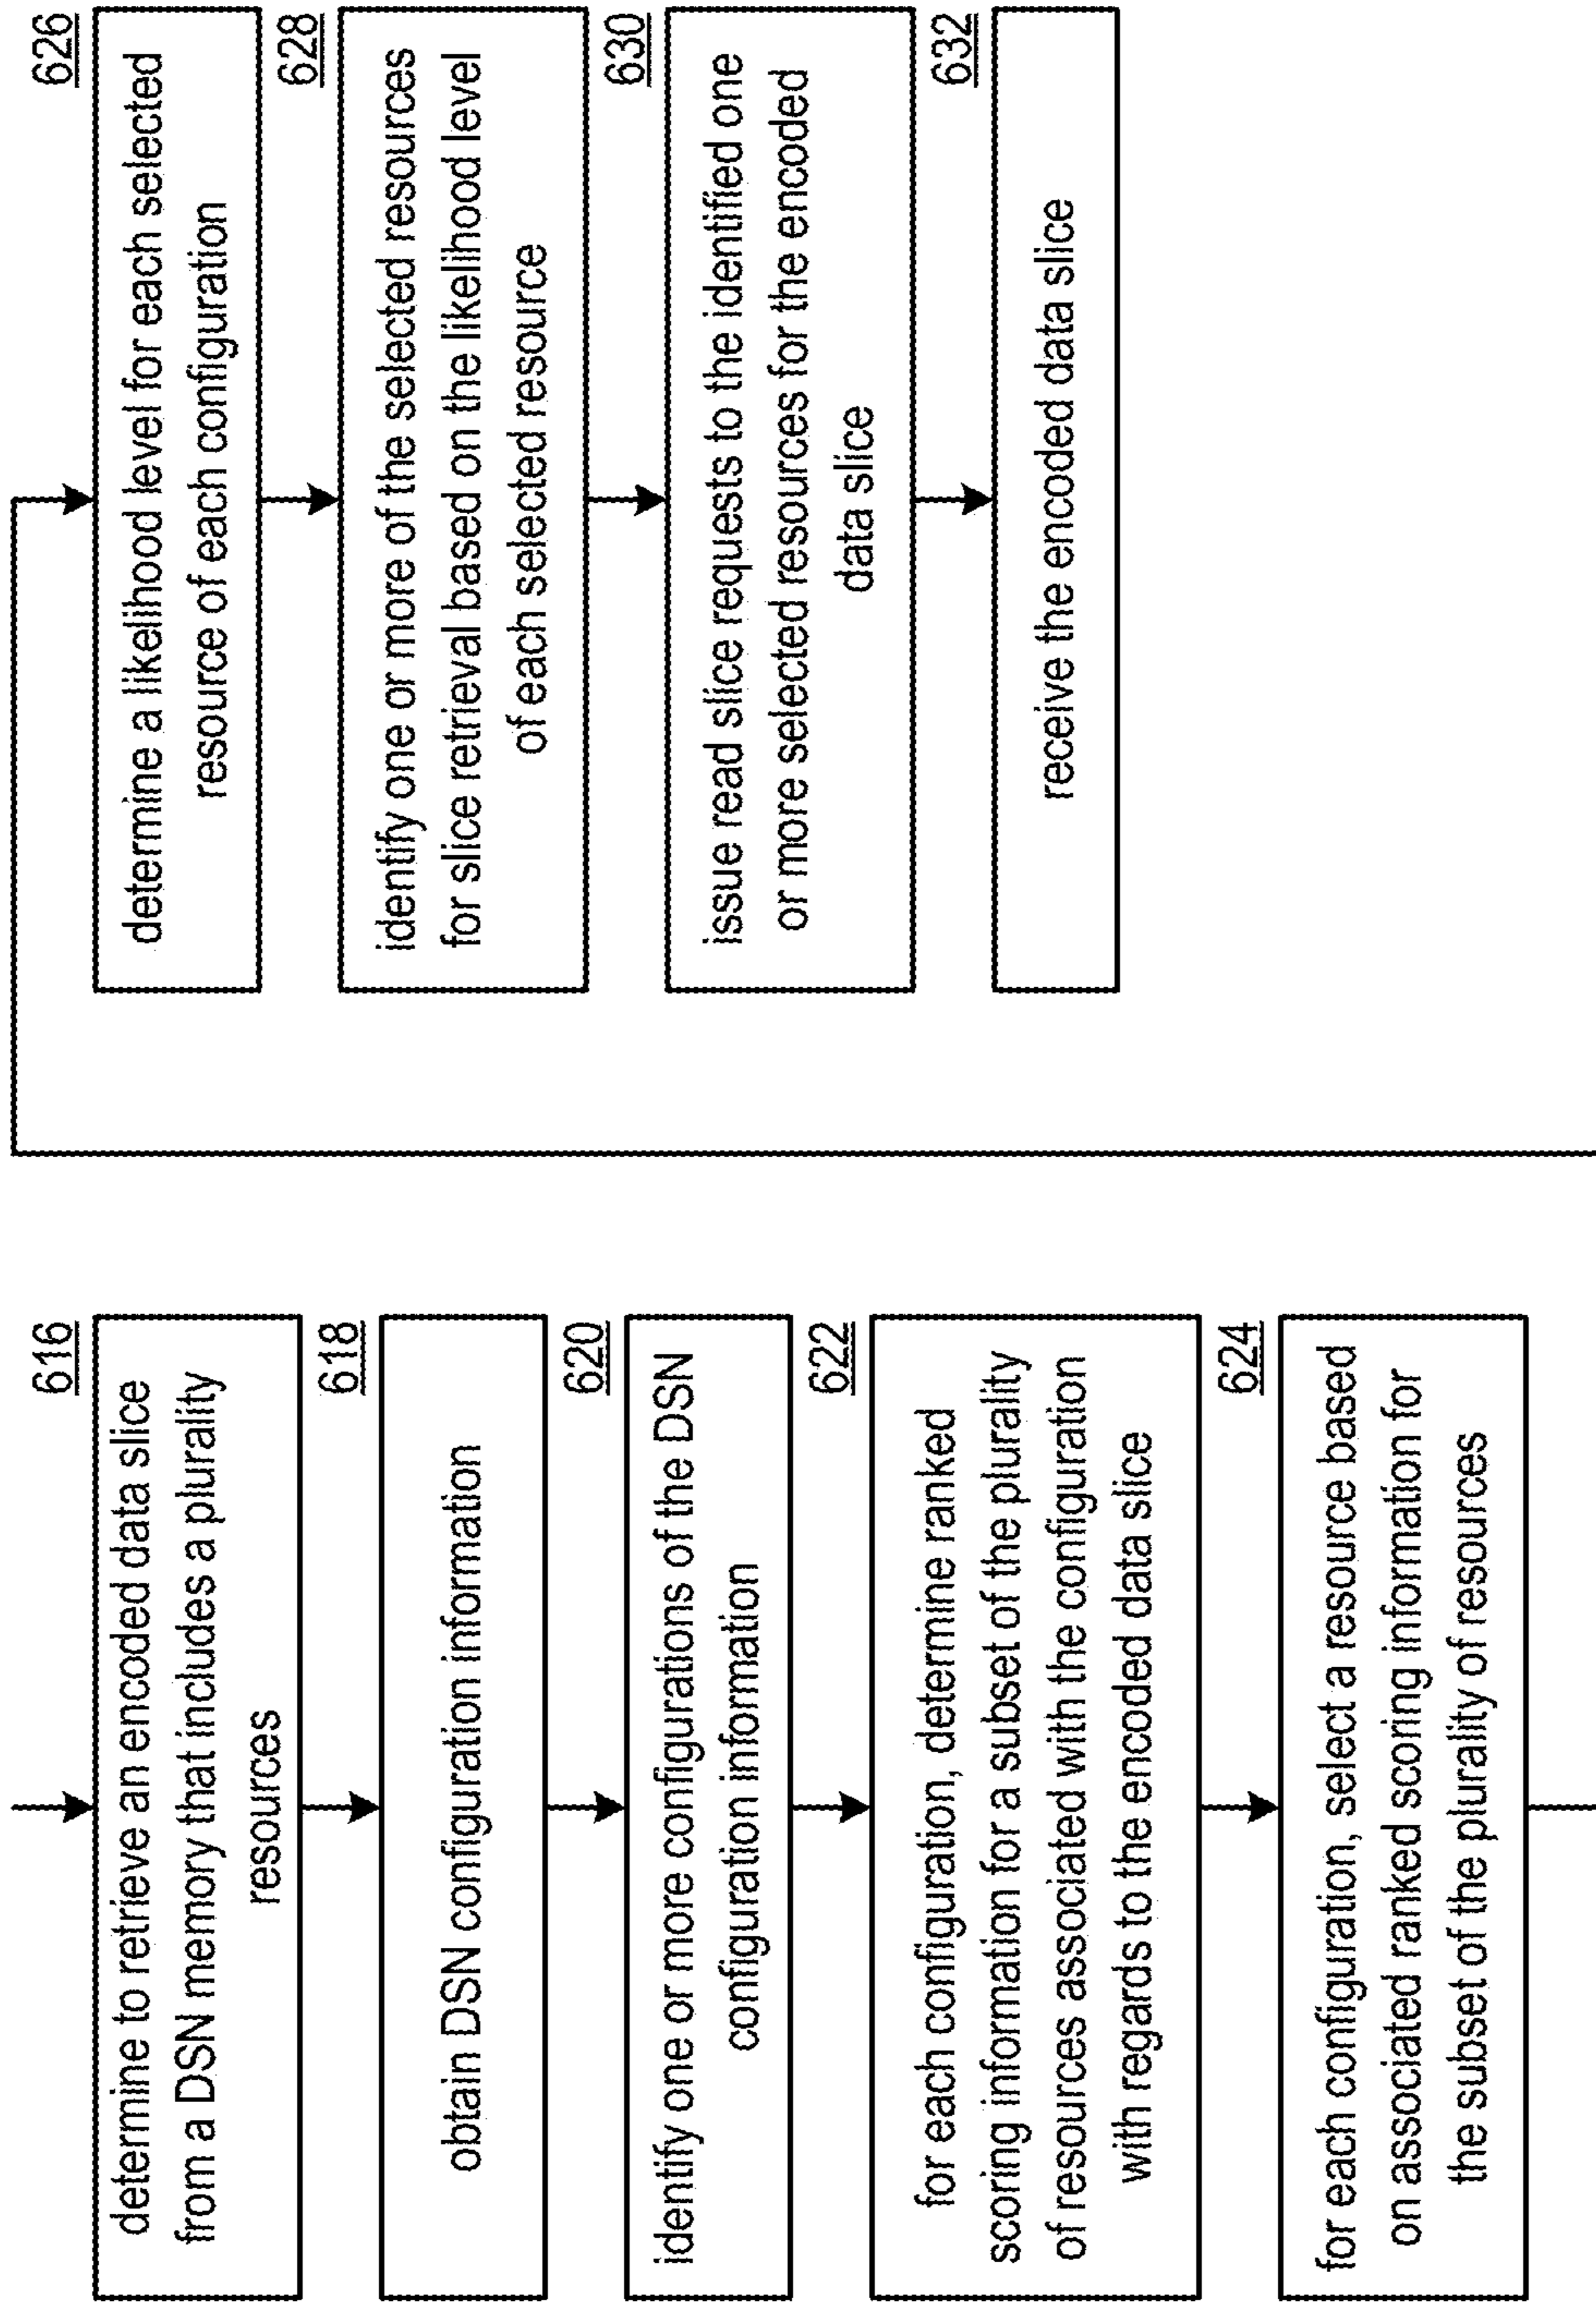 616
determine to retrieve an encoded data slice
from a DSN memory that includes a plurality
resources
618
obtain DSN configuration information
620
identify one or more configurations of the DSN
configuration information
622
for each configuration, determine ranked
scoring information for a subset of the plurality
of resources associated with the configuration
with regards to the encoded data slice
624
for each configuration, select a resource based
on associated ranked scoring information for
the subset of the plurality of resources
626
determine a likelihood level for each selected
resource of each configuration
628
identify one or more of the selected resources
for slice retrieval based on the likelihood level
of each selected resource
630
issue read slice requests to the identified one
or more selected resources for the encoded
data slice
632
receive the encoded data slice